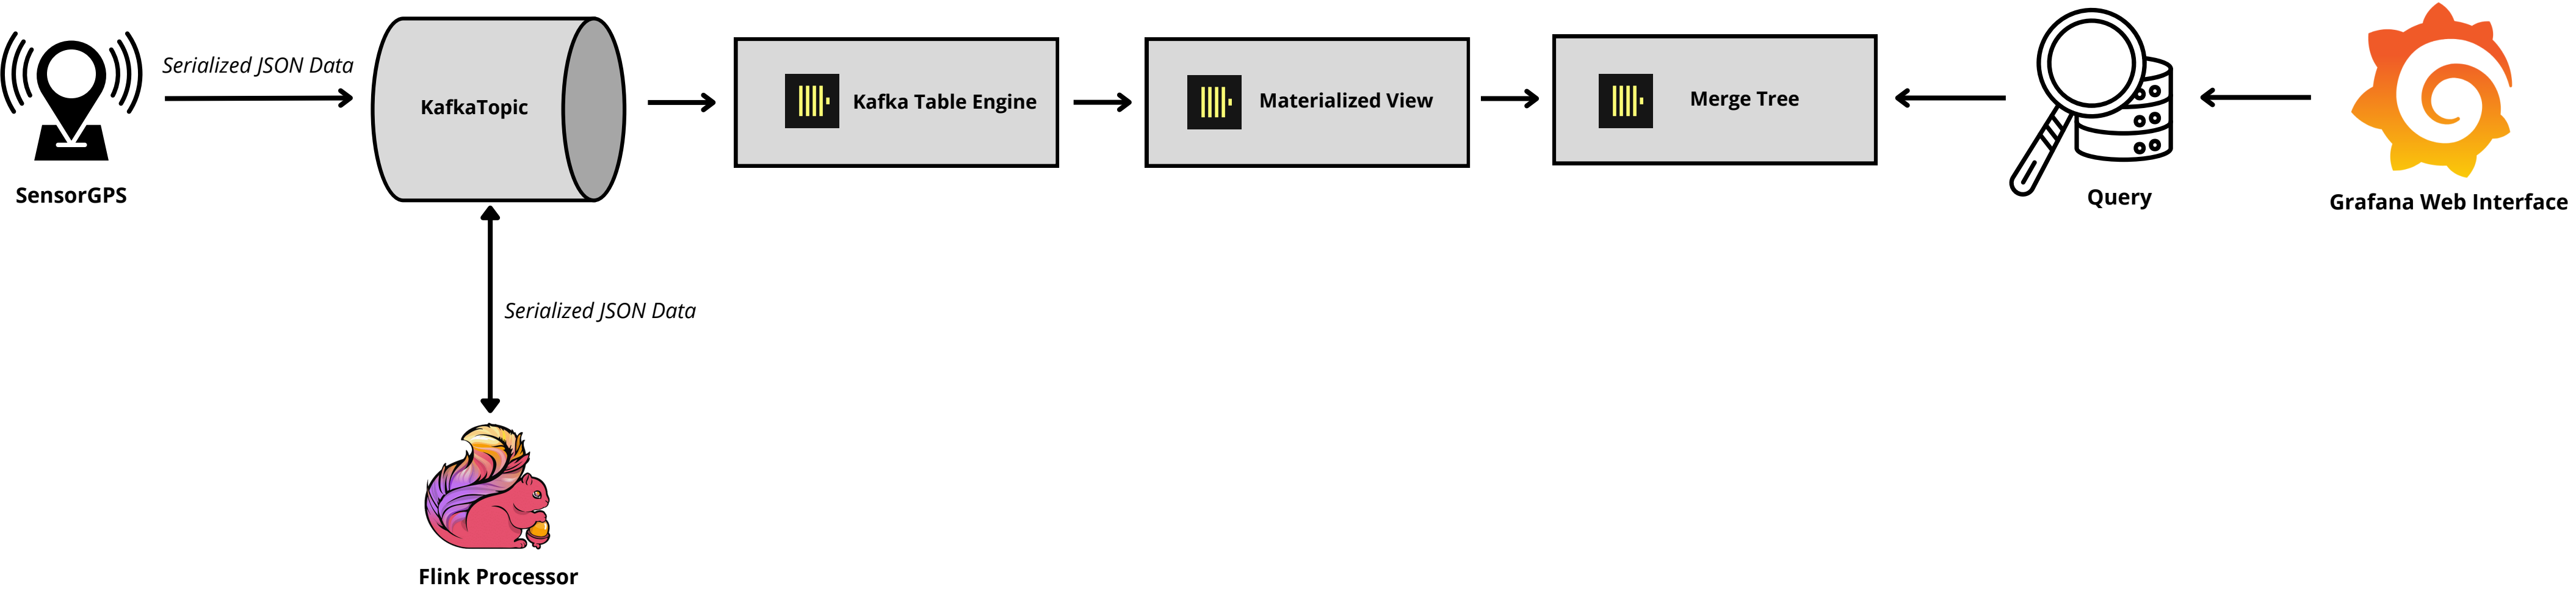 Serialized JSON Data
KafkaTopic
Kafka Table Engine
Materialized View
Merge Tree
SensorGPS
Query
Grafana Web Interface
Serialized JSON Data
Flink Processor